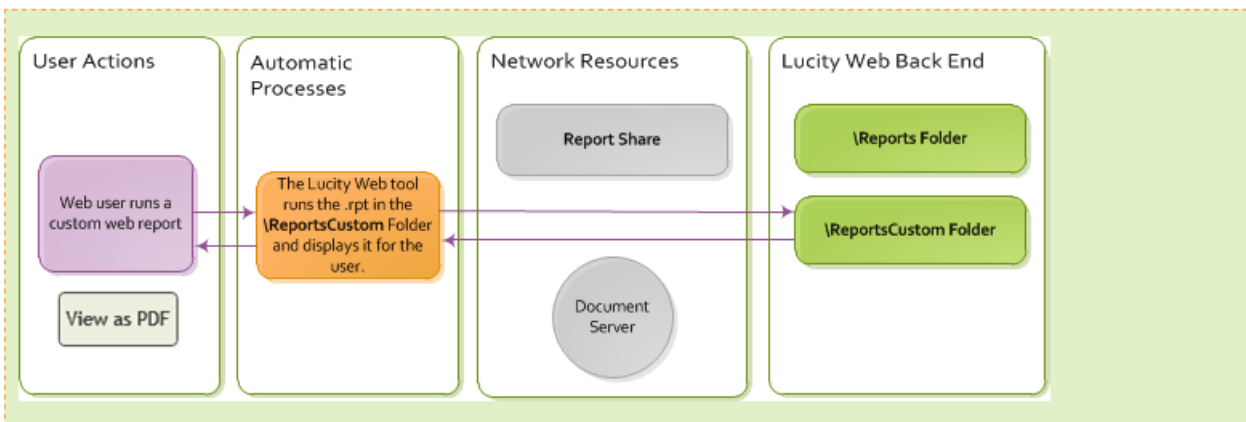 User Actions
Web user runs a
custom web report
View as PDF
Automatic
Processes
The Lucity Web tool
runs the .rpt in the
\ReportsCustom Folder
and displays it for the
user.
Network Resources
Report Share
Document
Server
Lucity Web Back End
\Reports Folder
\ReportsCustom Folder